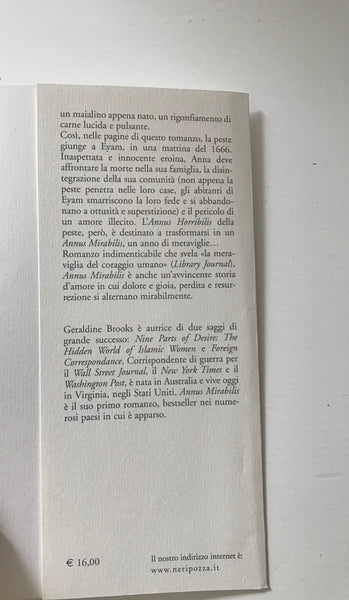 un maialino appena nato, un rigonfiamento di
carne lucida e pulsante.
Così, nelle pagine di questo romanzo, la peste
giunge a Eyam, in una mattina del 1666.
Inaspettata e innocente eroina, Anna deve
affrontare la morte nella sua famiglia, la disin-
tegrazione della sua comunità (non appena la
peste penetra nelle loro case, gli abitanti di
Eyam smarriscono la loro fede e si abbando-
nano a ottusità e superstizione) e il pericolo di
un amore illecito. L'Annus Horribilis della
peste, però, è destinato a trasformarsi in un
Annus Mirabilis, un anno di meraviglie...
Romanzo indimenticabile che svela «la mera-
viglia del coraggio umano» (Library Journal),
Annus Mirabilis è anche un'avvincente storia
d'amore in cui dolore e gioia, perdita e resur-
rezione si alternano mirabilmente.
Geraldine Brooks è autrice di due saggi di
grande successo: Nine Parts of Desire: The
Hidden World of Islamic Women e Foreign
Correspondance. Corrispondente di guerra per
il Wall Street Journal, il New York Times e il
Washington Post, è nata in Australia e vive oggi
in Virginia, negli Stati Uniti. Annus Mirabilis
è il suo primo romanzo, bestseller nei nume-
rosi paesi in cui è apparso.
€ 16,00
Il nostro indirizzo internet è:
www.neripozza.it